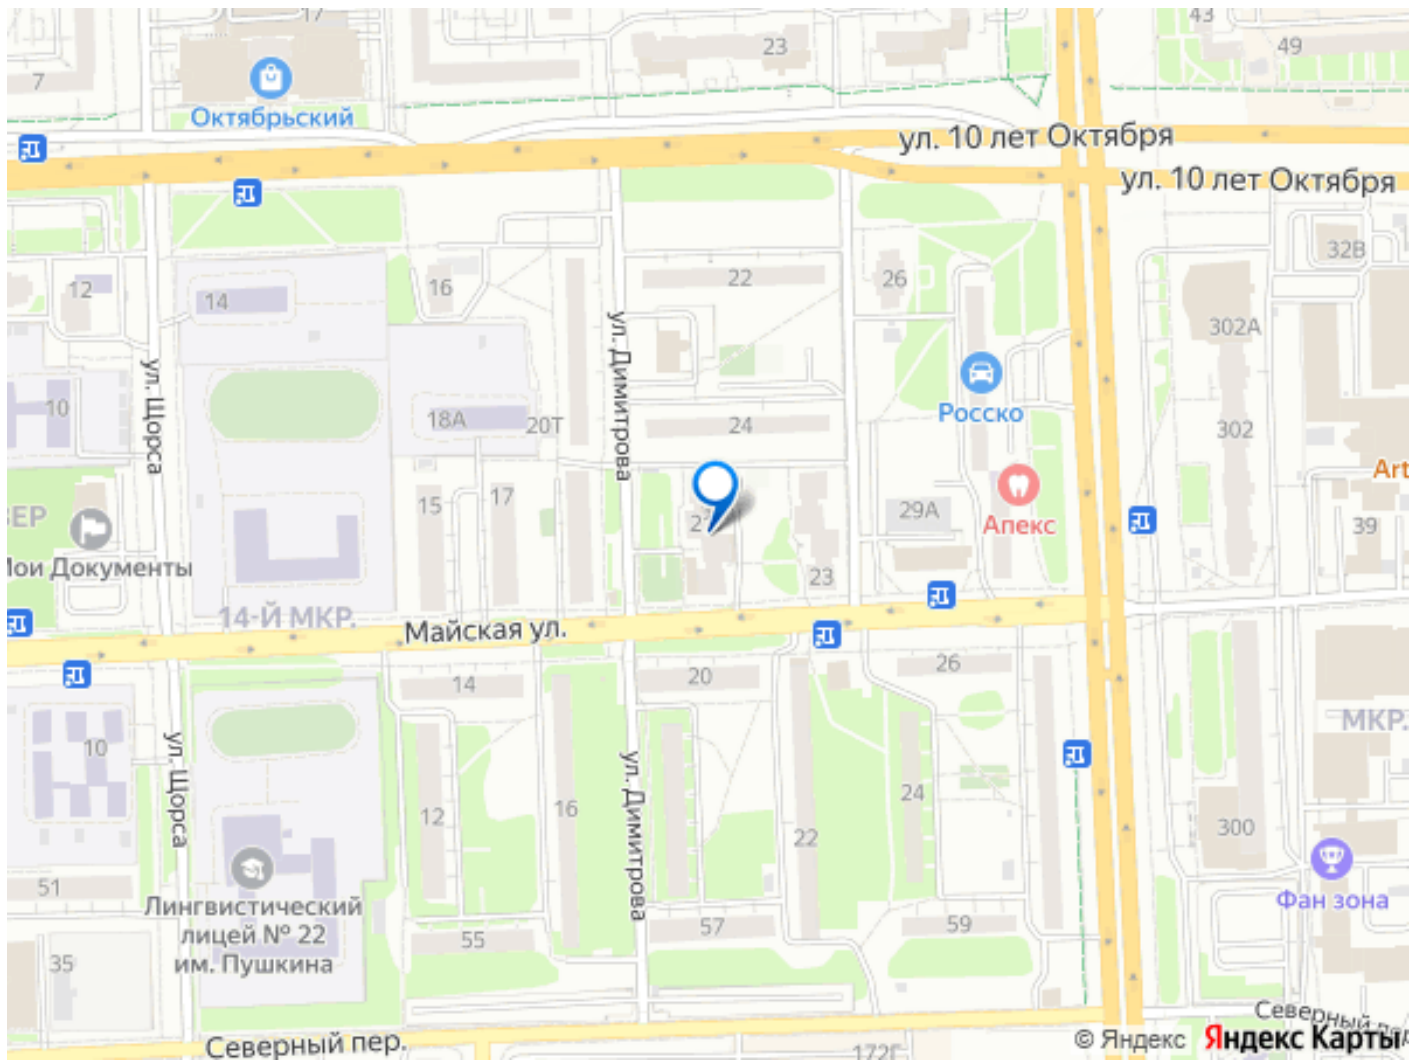 17
43
23
49
7
Октябрьский
ул. 10 лет Октября
ул. 10 лет Октября
32В
12
14
16
22
26
302А
ул. Щорса
ул. Димитрова
10
18А
20Т
24
Росско
302
Art
15
17
29А
Апекс
39
Мои Документы
23
14-Й МКР.
Майская ул.
14
20
26
МКР.
10
ул. Щорса
ул. Димитрова
12
16
22
24
300
51
Лингвистический
лицей № 22
им. Пушкина
57
59
Фан зона
55
35
Северный пер.
172Г
Северный пер
© Яндекс Яндекс Карты